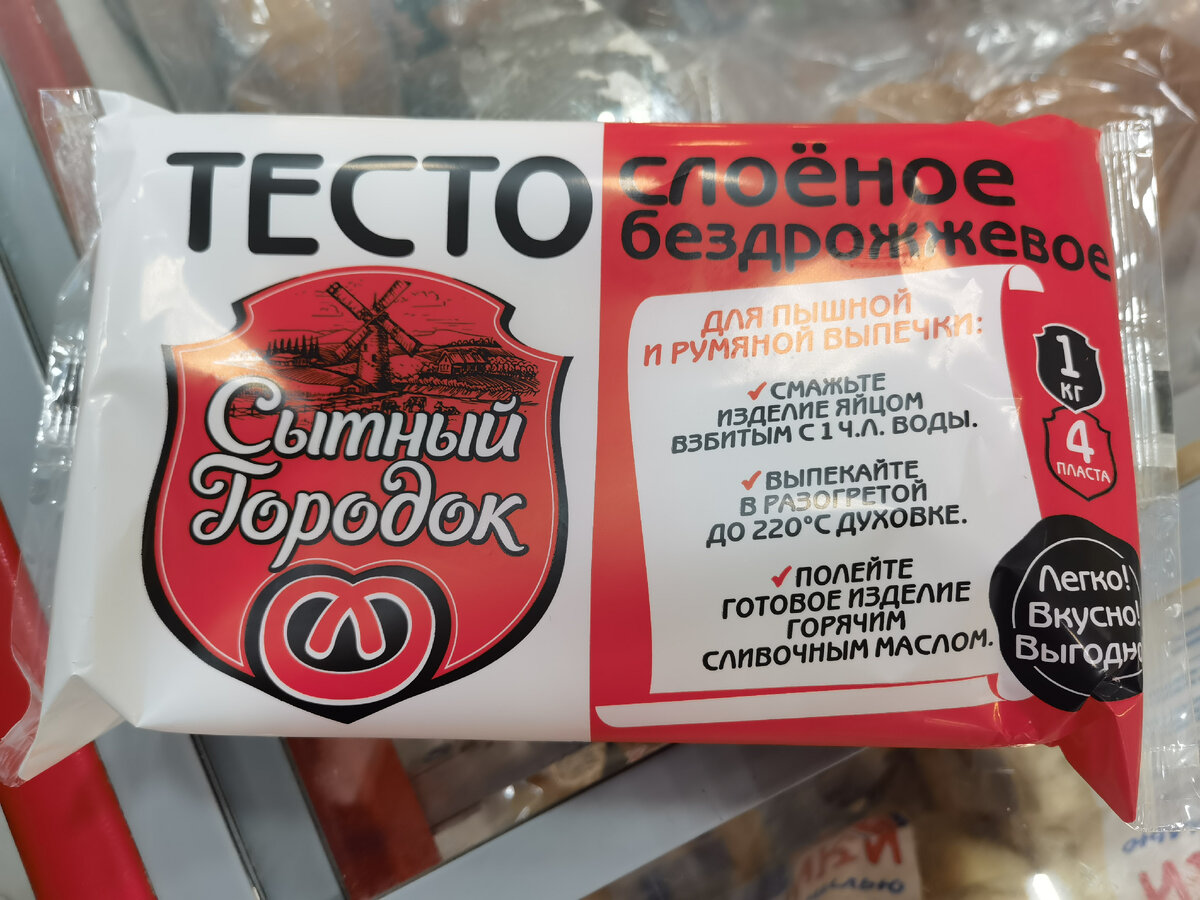 ТЕСТО
слоёное
бездрожжевое
Сытный
Городок
ДЛЯ ПЫШНОЙ
И РУМЯНОЙ ВЫПЕЧКИ:
СМАЖЬТЕ
ИЗДЕЛИЕ ЯЙЦОМ
ВЗБИТЫМ С 1 Ч.Л. ВОДЫ.
ВЫПЕКАЙТЕ
В РАЗОГРЕТОЙ
ДО 220°С ДУХОВКЕ.
ПОЛЕЙТЕ
ГОТОВОЕ ИЗДЕЛИЕ
ГОРЯЧИМ
СЛИВОЧНЫМ МАСЛОМ.
1
КГ
4
ПЛАСТА
Легко!
Вкусно!
Выгодно